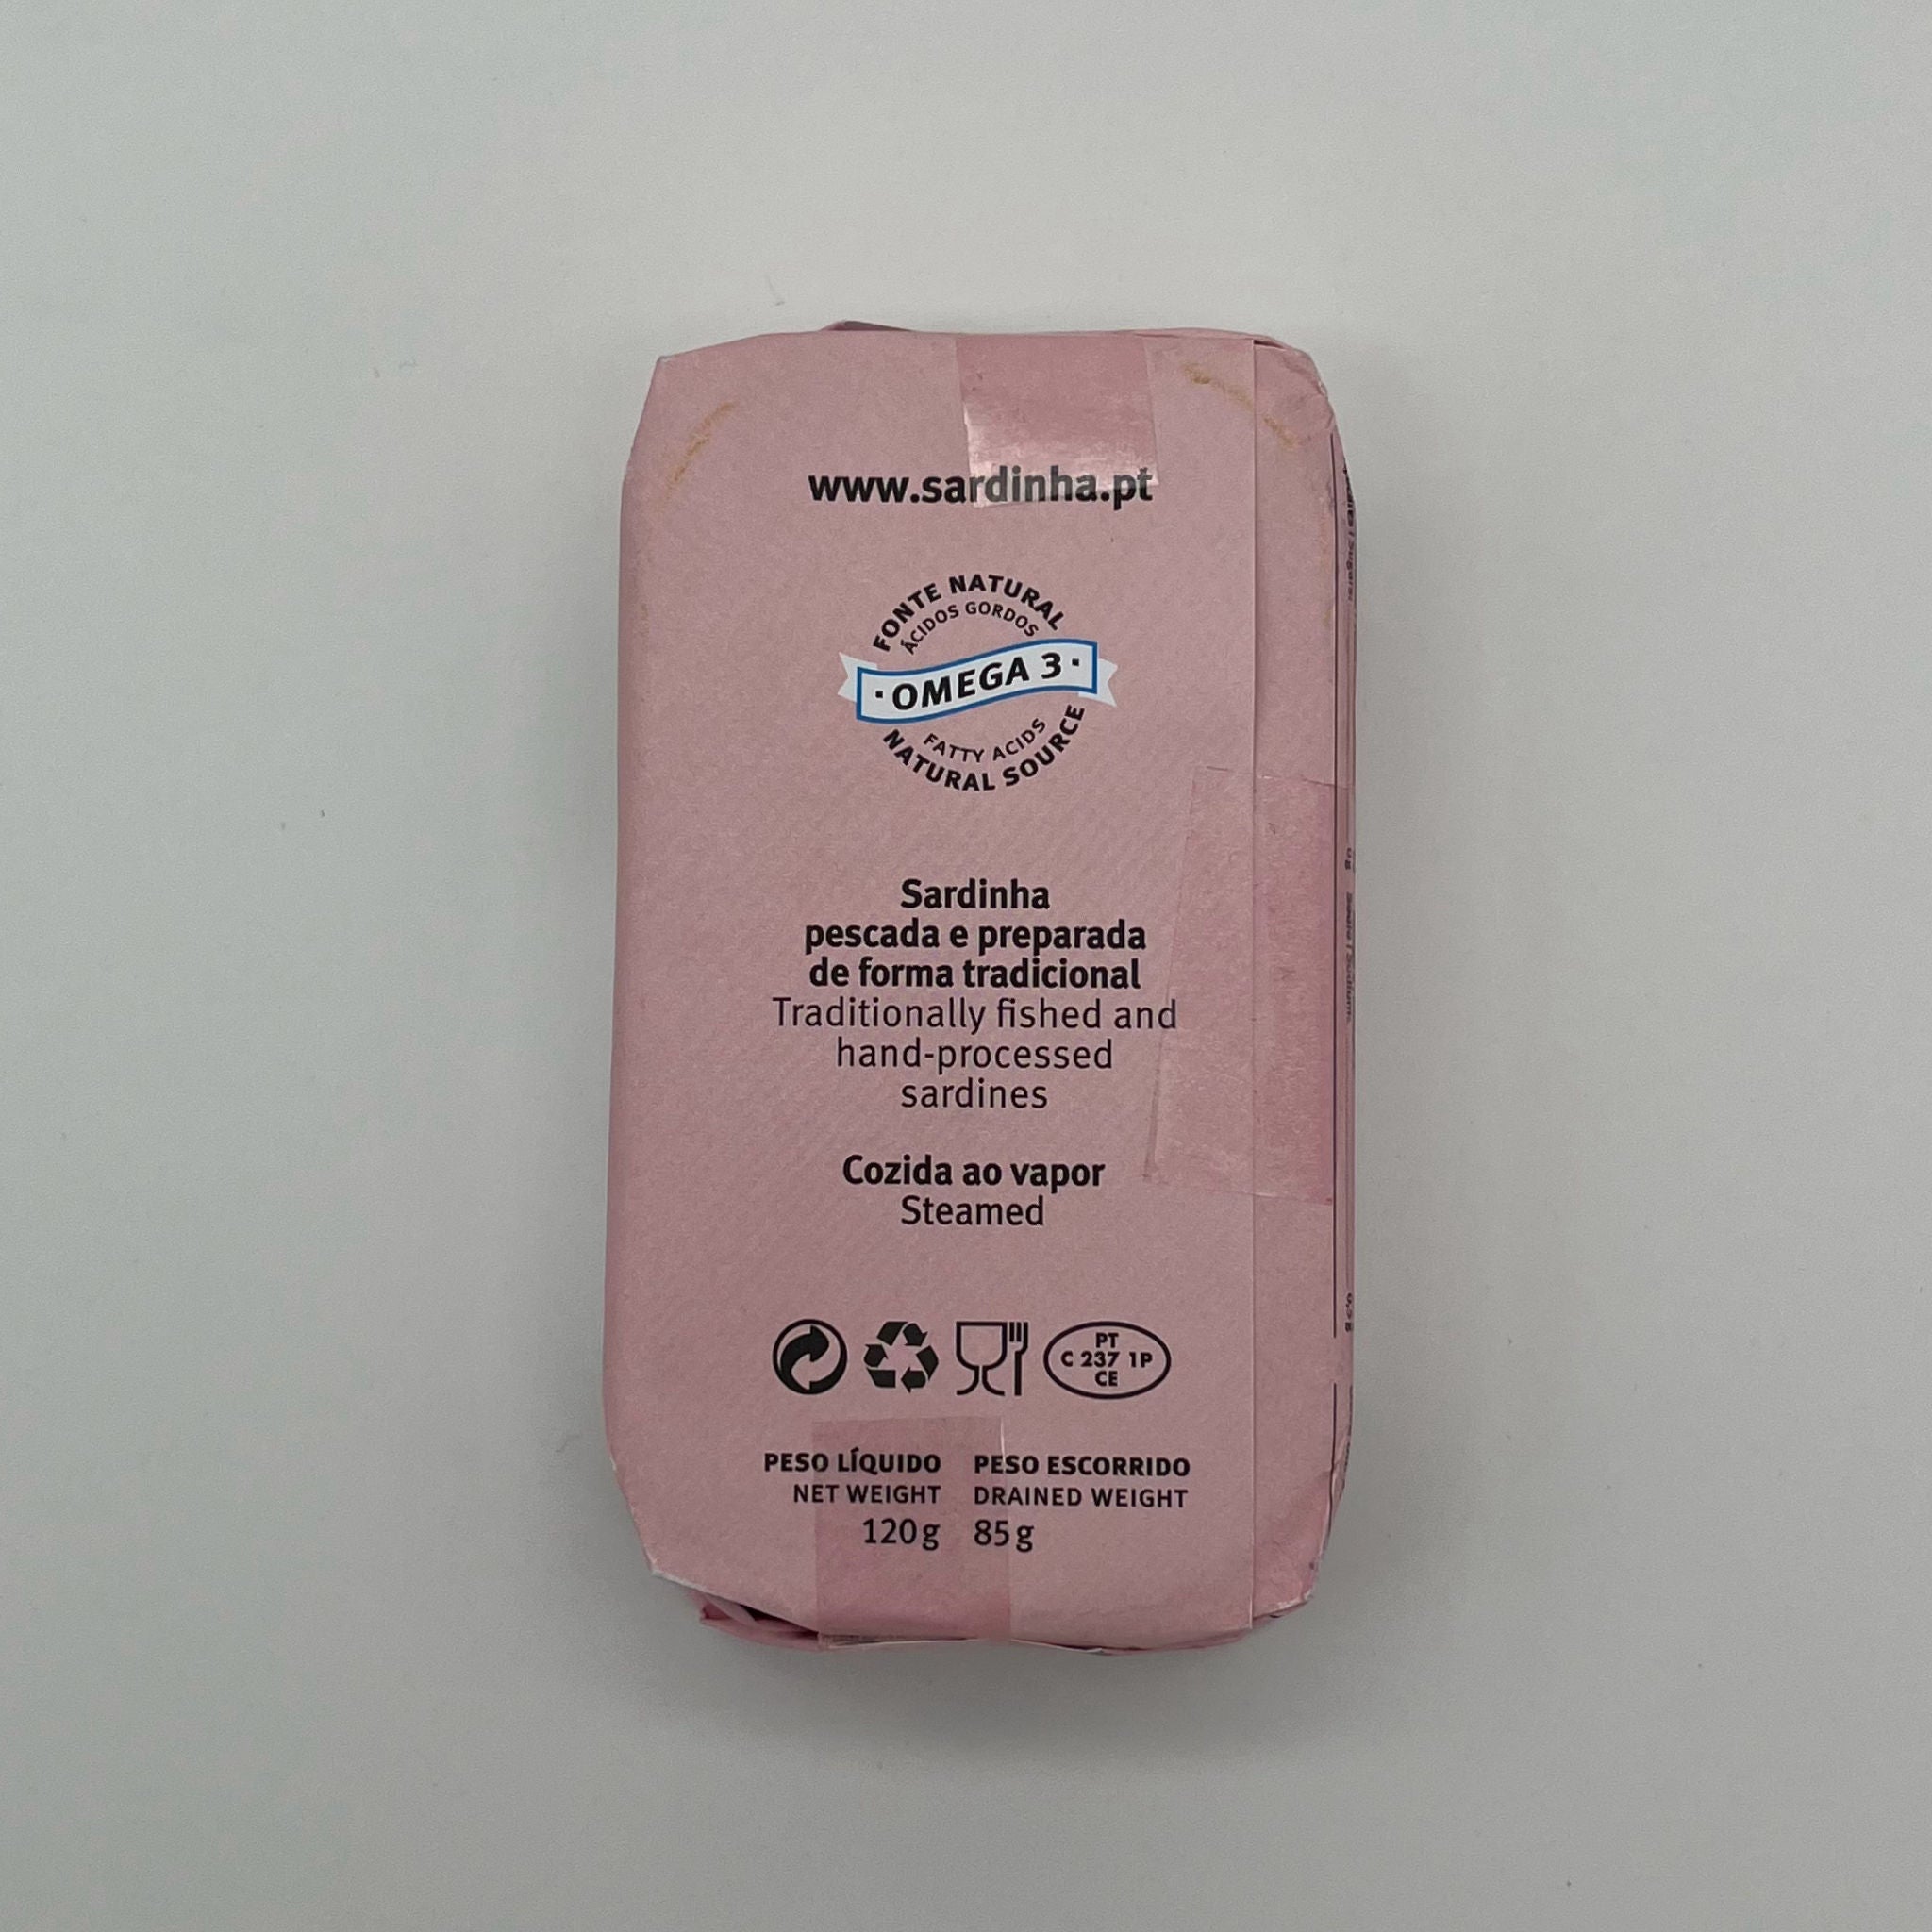 www.sardinha.pt
FONTE NATURAL
ÁCIDOS GORDOS
· OMEGA 3 ·
FATTY ACIDS
NATURAL SOURCE
Sardinha
pescada e preparada
de forma tradicional
Traditionally fished and
hand-processed
sardines
Cozida ao vapor
Steamed
PT
C 237 1P
CE
PESO LÍQUIDO PESO ESCORRIDO
NET WEIGHT DRAINED WEIGHT
120 g 85 g